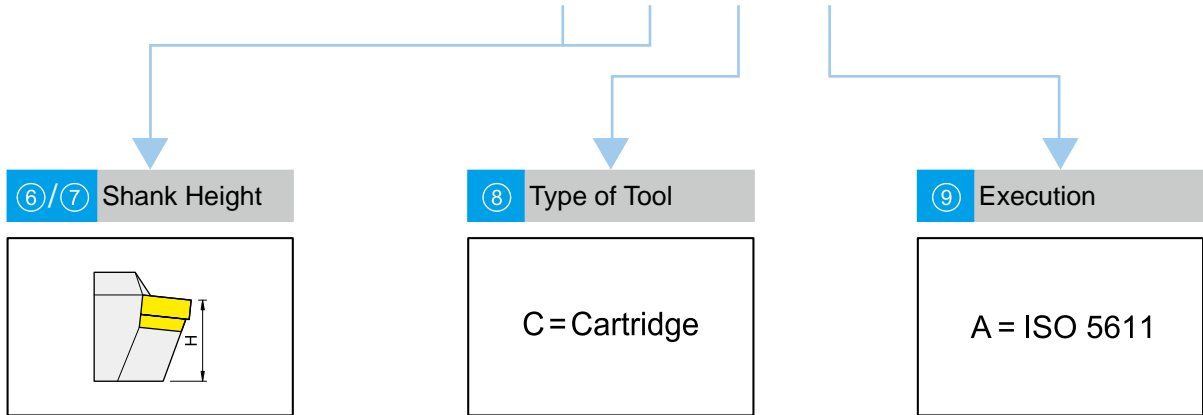 ⑥/⑦ Shank Height
⑧ Type of Tool
⑨ Execution
H
C = Cartridge
A = ISO 5611